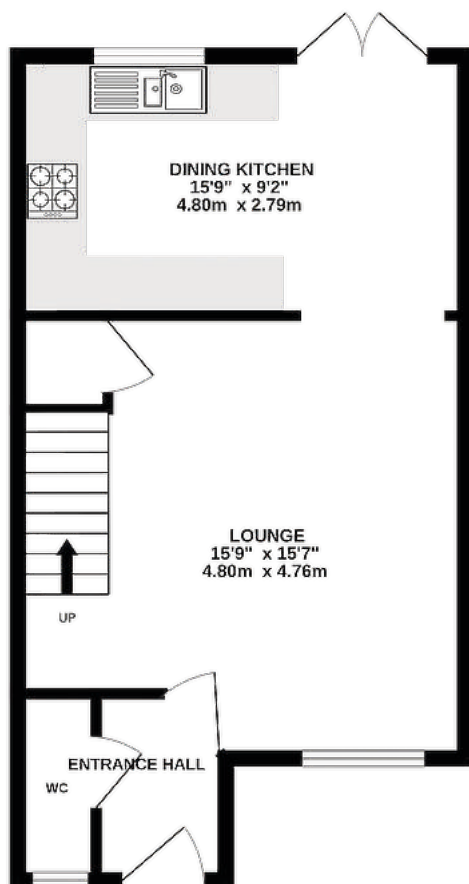 DINING KITCHEN
15'9" x 9'2"
4.80m x 2.79m
LOUNGE
15'9" x 15'7"
4.80m x 4.76m
UP
ENTRANCE HALL
WC